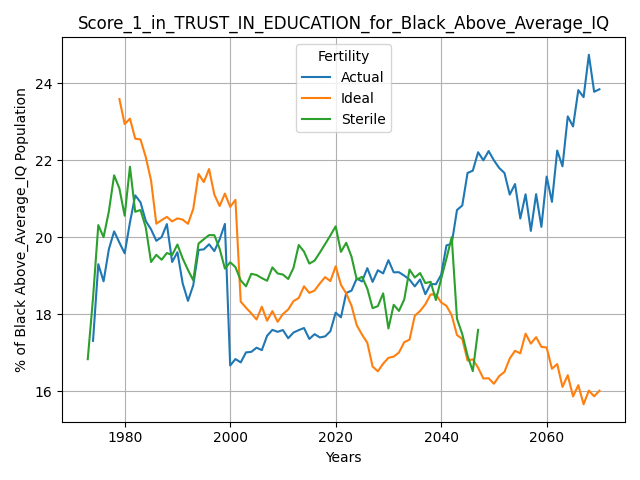 Score_1_in_TRUST_IN_EDUCATION_for_Black_Above_Average_IQ
Fertility
Actual
Ideal
Sterile
% of Black Above_Average_IQ Population
24
22
20
18
16
1980
2000
2020
2040
2060
Years